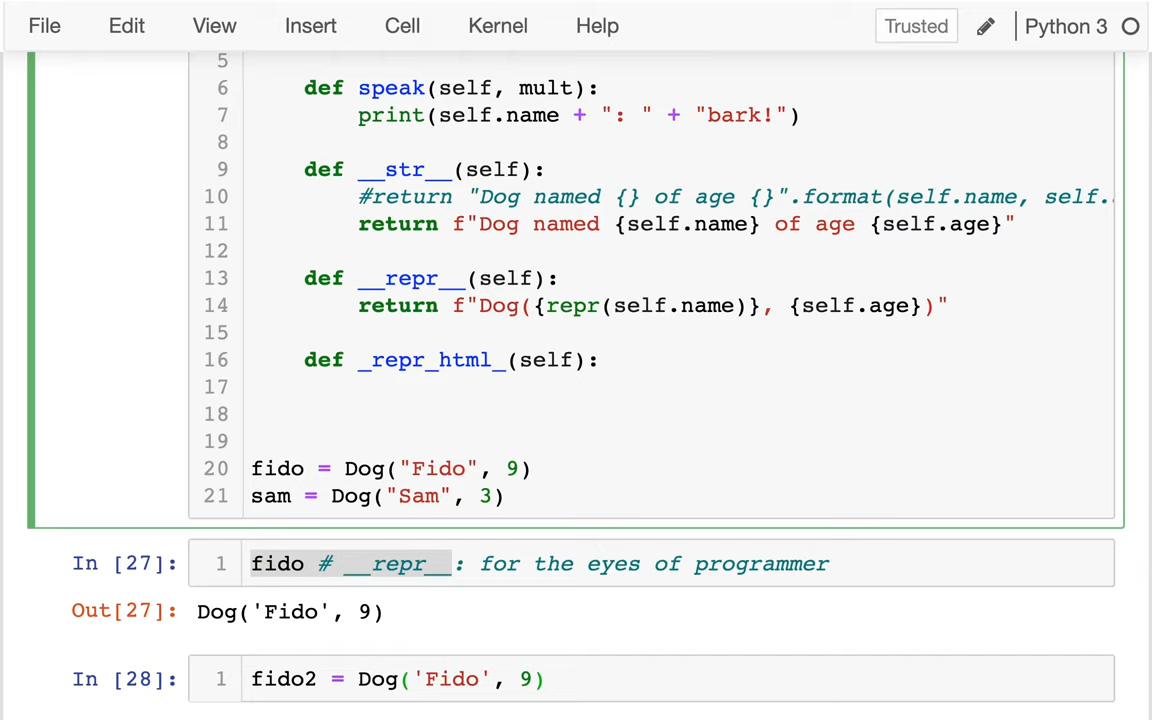 File Edit View Insert Cell Kernel Help Trusted Python 3
5
6 def speak(self, mult):
7 print(self.name + ": " + "bark!")
8
9 def __str__(self):
10 #return "Dog named {} of age {}".format(self.name, self.
11 return f"Dog named {self.name} of age {self.age}"
12
13 def __repr__(self):
14 return f"Dog({repr(self.name)}, {self.age})"
15
16 def _repr_html_(self):
17
18
19
20 fido = Dog("Fido", 9)
21 sam = Dog("Sam", 3)
In [27]: 1 fido # __repr__: for the eyes of programmer
Out[27]: Dog('Fido', 9)
In [28]: 1 fido2 = Dog('Fido', 9)